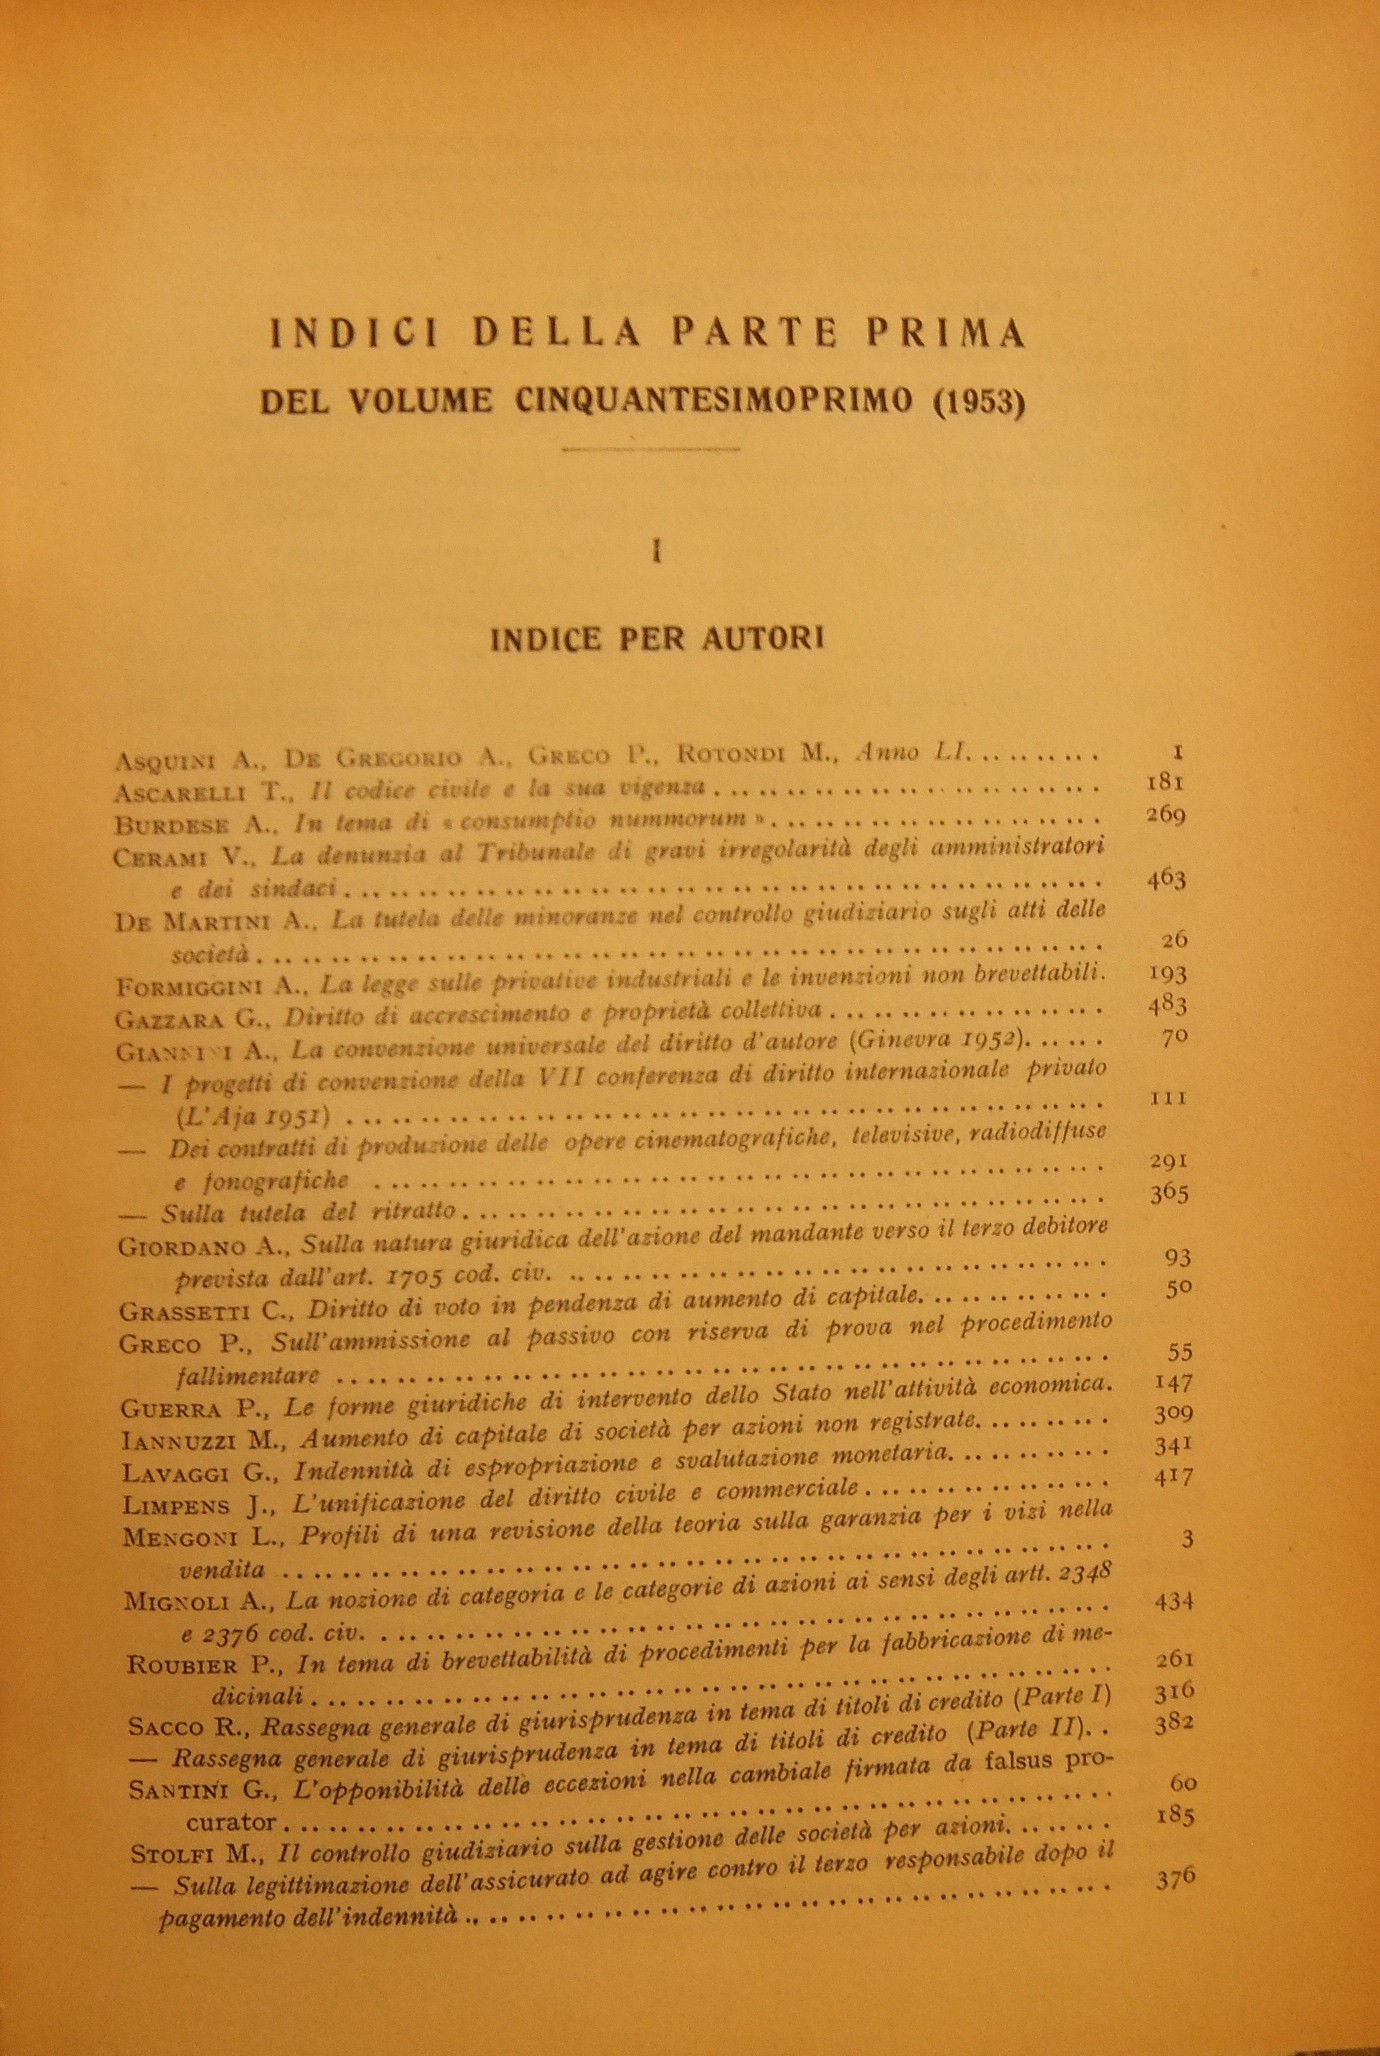 INDICI DELLA PARTE PRIMA
DEL VOLUME CINQUANTESIMOPRIMO (1953)
I
INDICE PER AUTORI
ASQUINI A., DE GREGORIO A., GRECO P., ROTONDI M., Anno LI. .......... 1
ASCARELLI T., Il codice civile e la sua vigenza .......... 181
BURDESE A., In tema di « consumptio nummorum » .......... 269
CERAMI V., La denunzia al Tribunale di gravi irregolarità degli amministratori
e dei sindaci .......... 463
DE MARTINI A., La tutela delle minoranze nel controllo giudiziario sugli atti delle
società .......... 26
FORMIGGINI A., La legge sulle privative industriali e le invenzioni non brevettabili. 193
GAZZARA G., Diritto di accrescimento e proprietà collettiva .......... 483
GIANNINI A., La convenzione universale del diritto d'autore (Ginevra 1952). ..... 70
— I progetti di convenzione della VII conferenza di diritto internazionale privato
(L'Aja 1951) .......... 111
— Dei contratti di produzione delle opere cinematografiche, televisive, radiodiffuse
e fonografiche .......... 291
— Sulla tutela del ritratto .......... 365
GIORDANO A., Sulla natura giuridica dell'azione del mandante verso il terzo debitore
prevista dall'art. 1705 cod. civ. .......... 93
GRASSETTI C., Diritto di voto in pendenza di aumento di capitale. .......... 50
GRECO P., Sull'ammissione al passivo con riserva di prova nel procedimento
fallimentare .......... 55
GUERRA P., Le forme giuridiche di intervento dello Stato nell'attività economica. 147
IANNUZZI M., Aumento di capitale di società per azioni non registrate. ........ 309
LAVAGGI G., Indennità di espropriazione e svalutazione monetaria. .......... 341
LIMPENS J., L'unificazione del diritto civile e commerciale .......... 417
MENGONI L., Profili di una revisione della teoria sulla garanzia per i vizi nella
vendita .......... 3
MIGNOLI A., La nozione di categoria e le categorie di azioni ai sensi degli artt. 2348
e 2376 cod. civ. .......... 434
ROUBIER P., In tema di brevettabilità di procedimenti per la fabbricazione di me-
dicinali .......... 261
SACCO R., Rassegna generale di giurisprudenza in tema di titoli di credito (Parte I) 316
— Rassegna generale di giurisprudenza in tema di titoli di credito (Parte II). . 382
SANTINI G., L'opponibilità delle eccezioni nella cambiale firmata da falsus pro-
curator .......... 60
STOLFI M., Il controllo giudiziario sulla gestione delle società per azioni. ....... 185
— Sulla legittimazione dell'assicurato ad agire contro il terzo responsabile dopo il
pagamento dell'indennità .......... 376